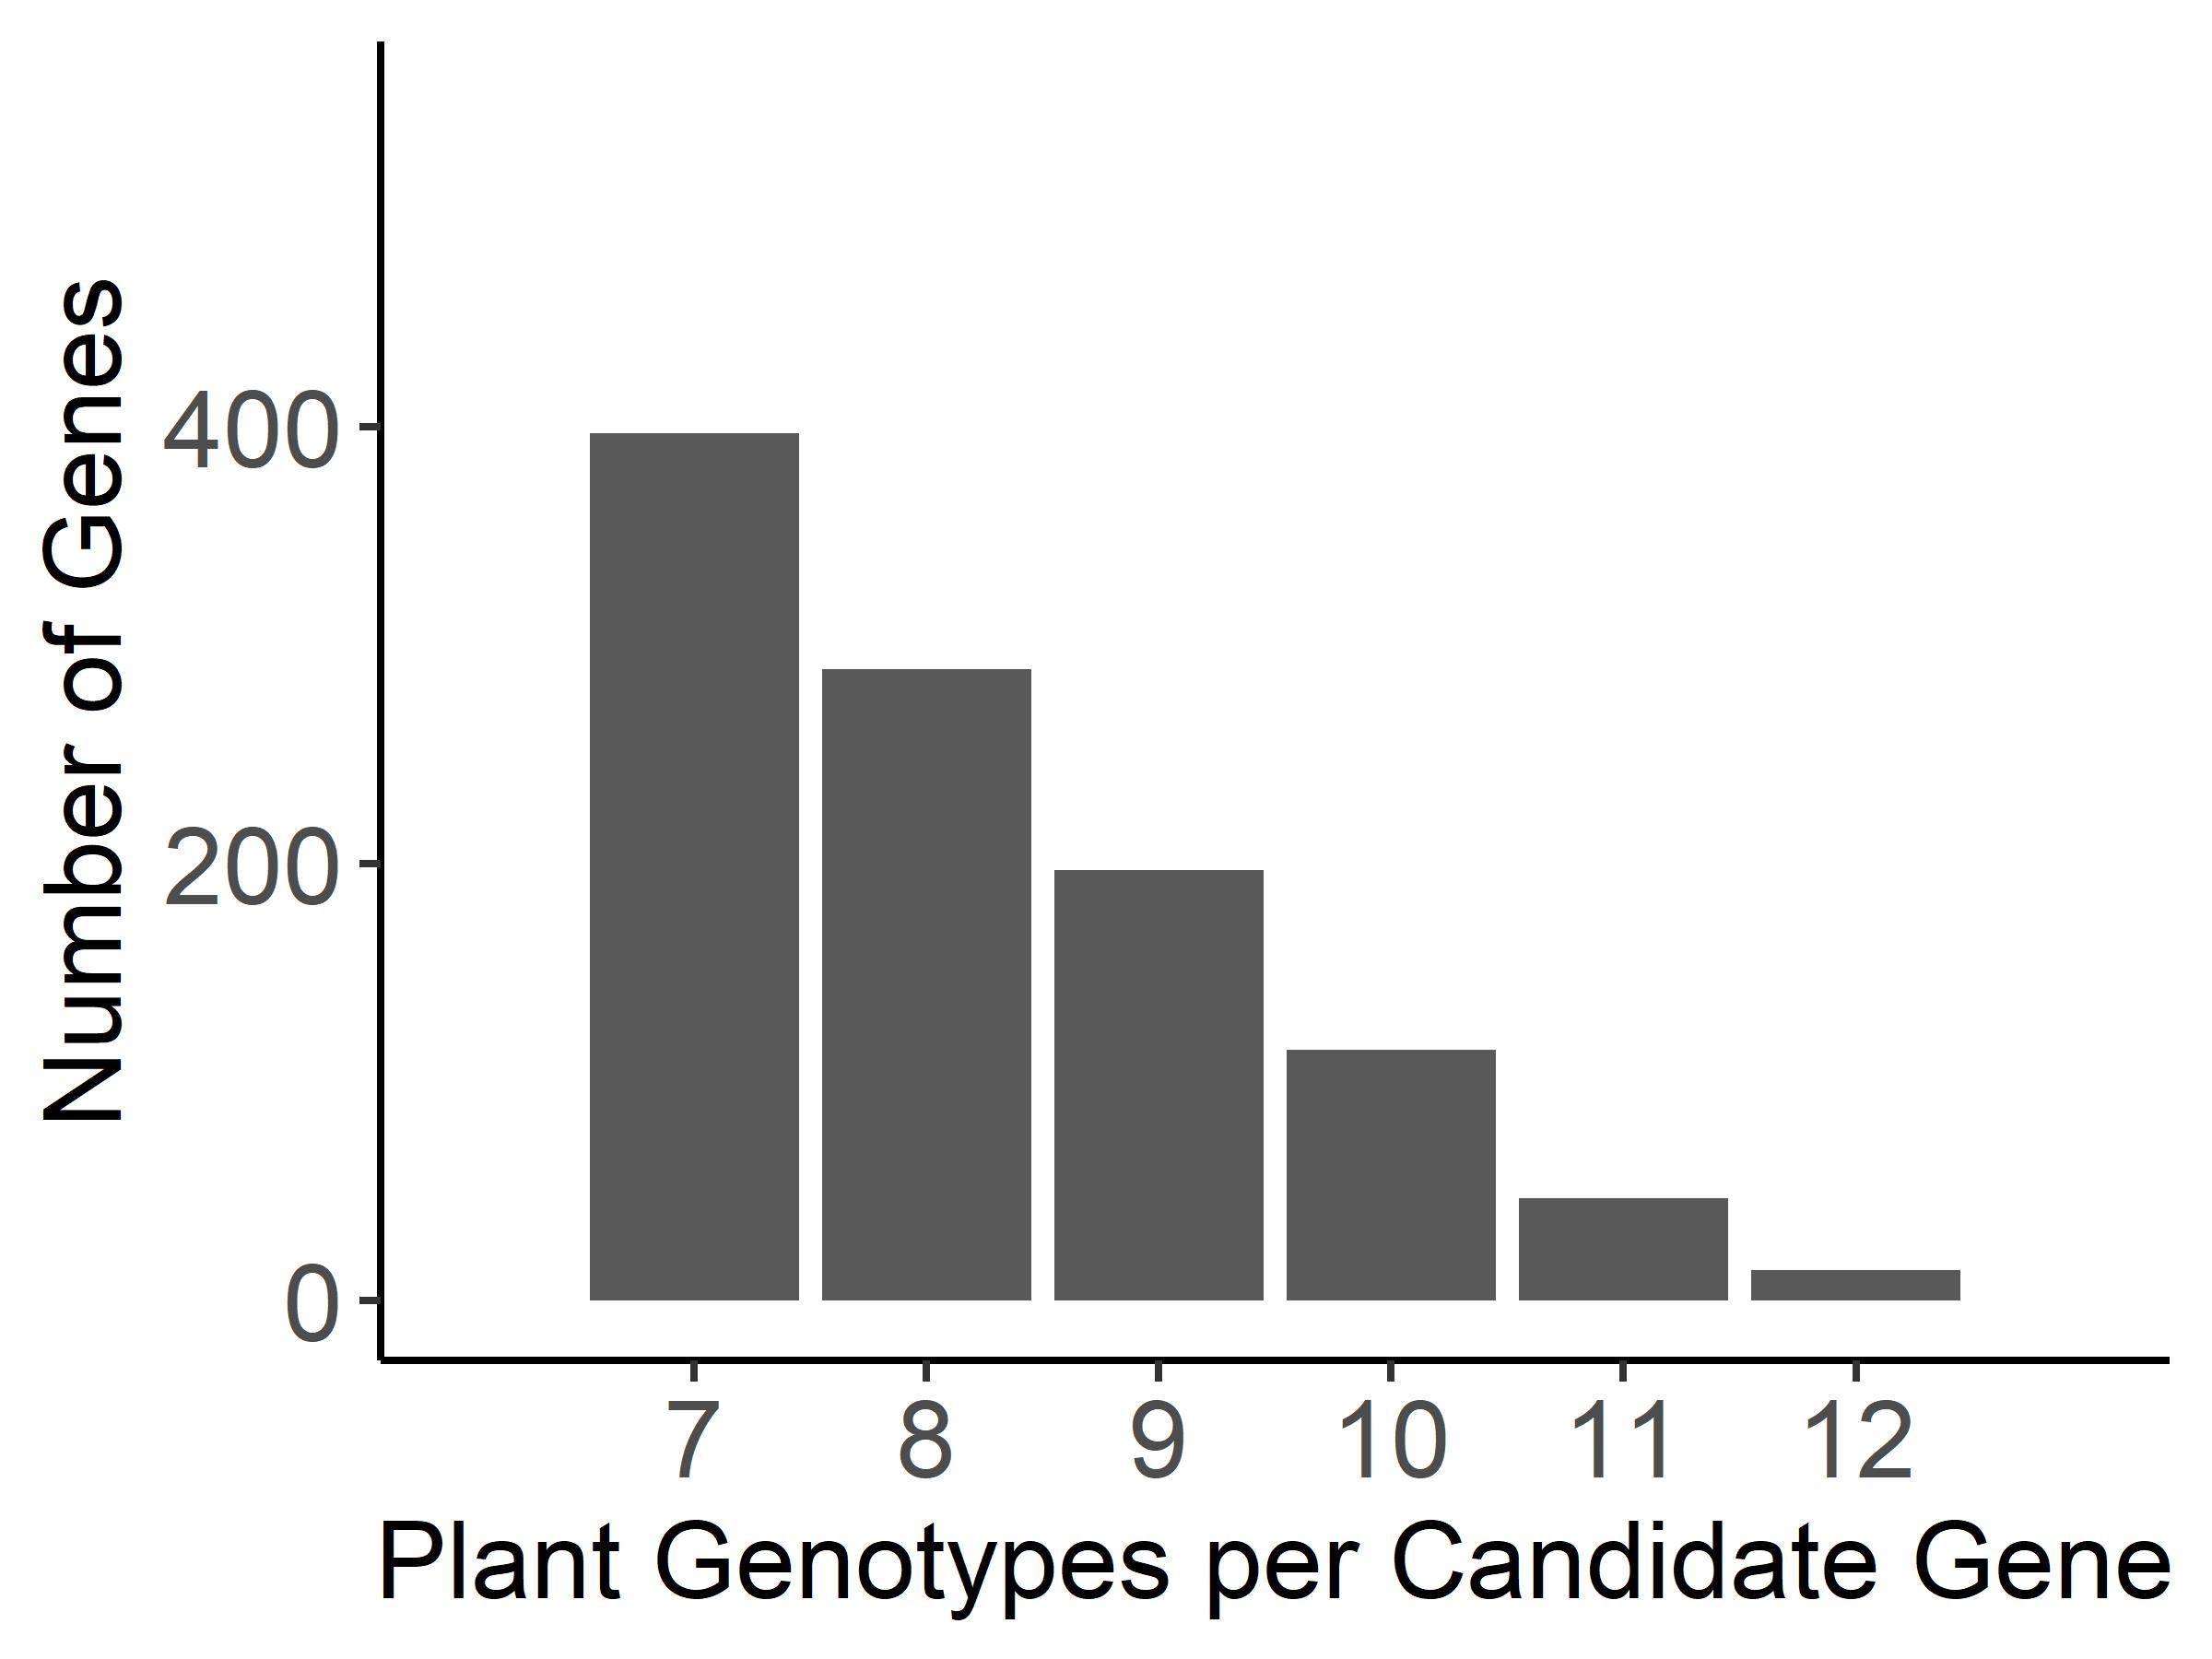 Number of Genes
400
200
0
7 8 9 10 11 12
Plant Genotypes per Candidate Gene